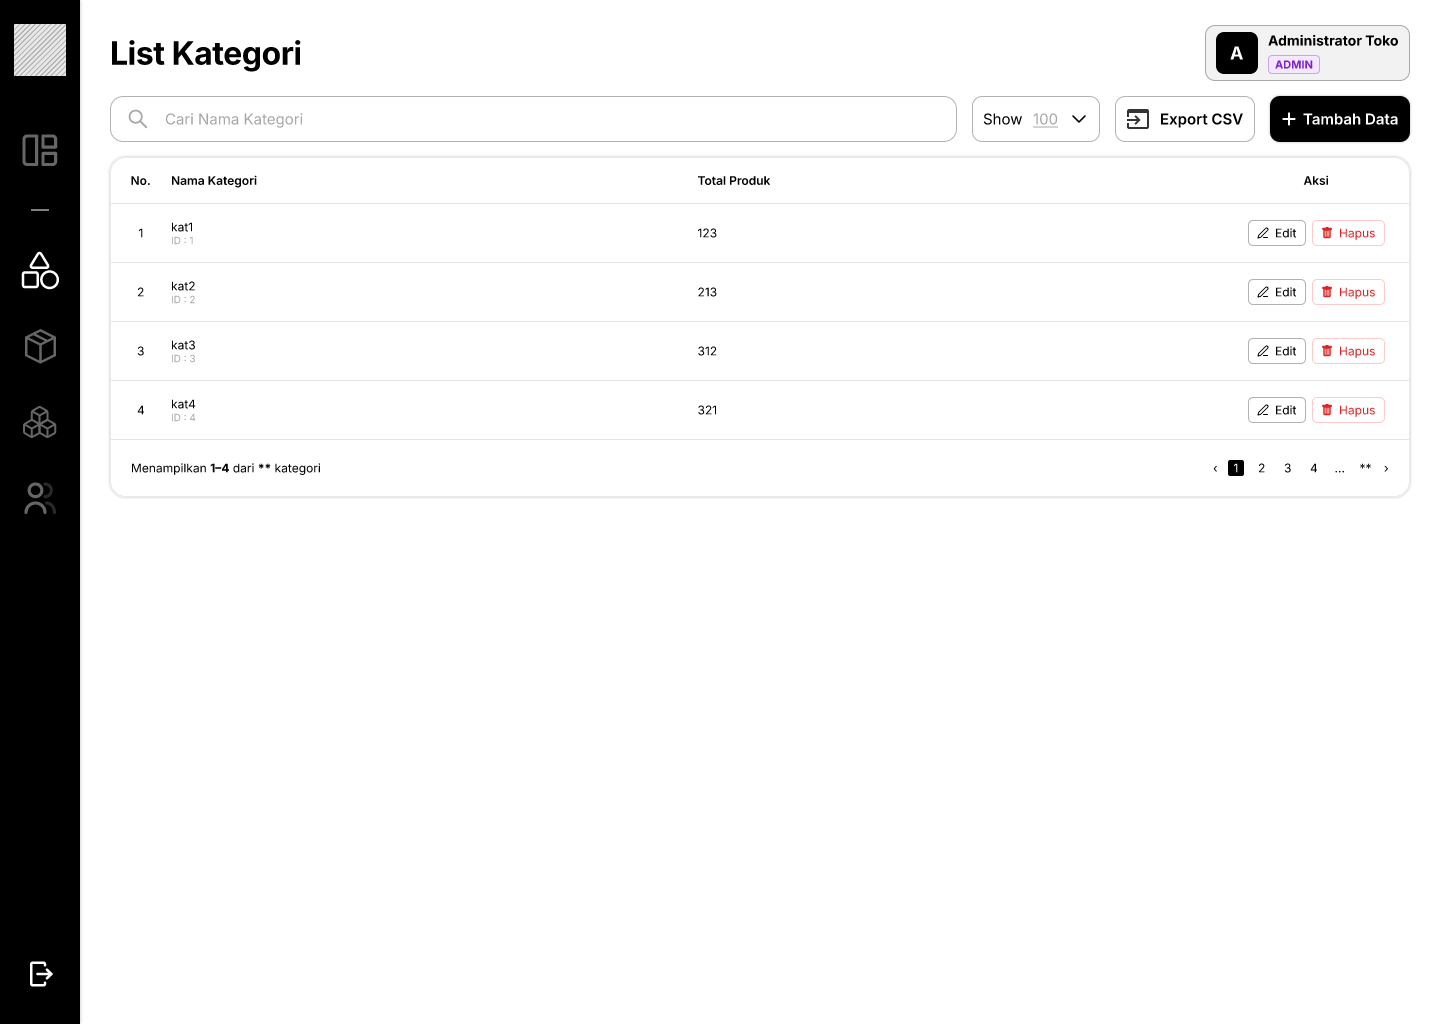 List Kategori
A
Administrator Toko
ADMIN
Cari Nama Kategori
Show 100
Export CSV
Tambah Data
No. Nama Kategori Total Produk Aksi
1 kat1 123 Edit Hapus
ID : 1
2 kat2 213 Edit Hapus
ID : 2
3 kat3 312 Edit Hapus
ID : 3
4 kat4 321 Edit Hapus
ID : 4
Menampilkan 1–4 dari ** kategori
‹ 1 2 3 4 ... ** ›